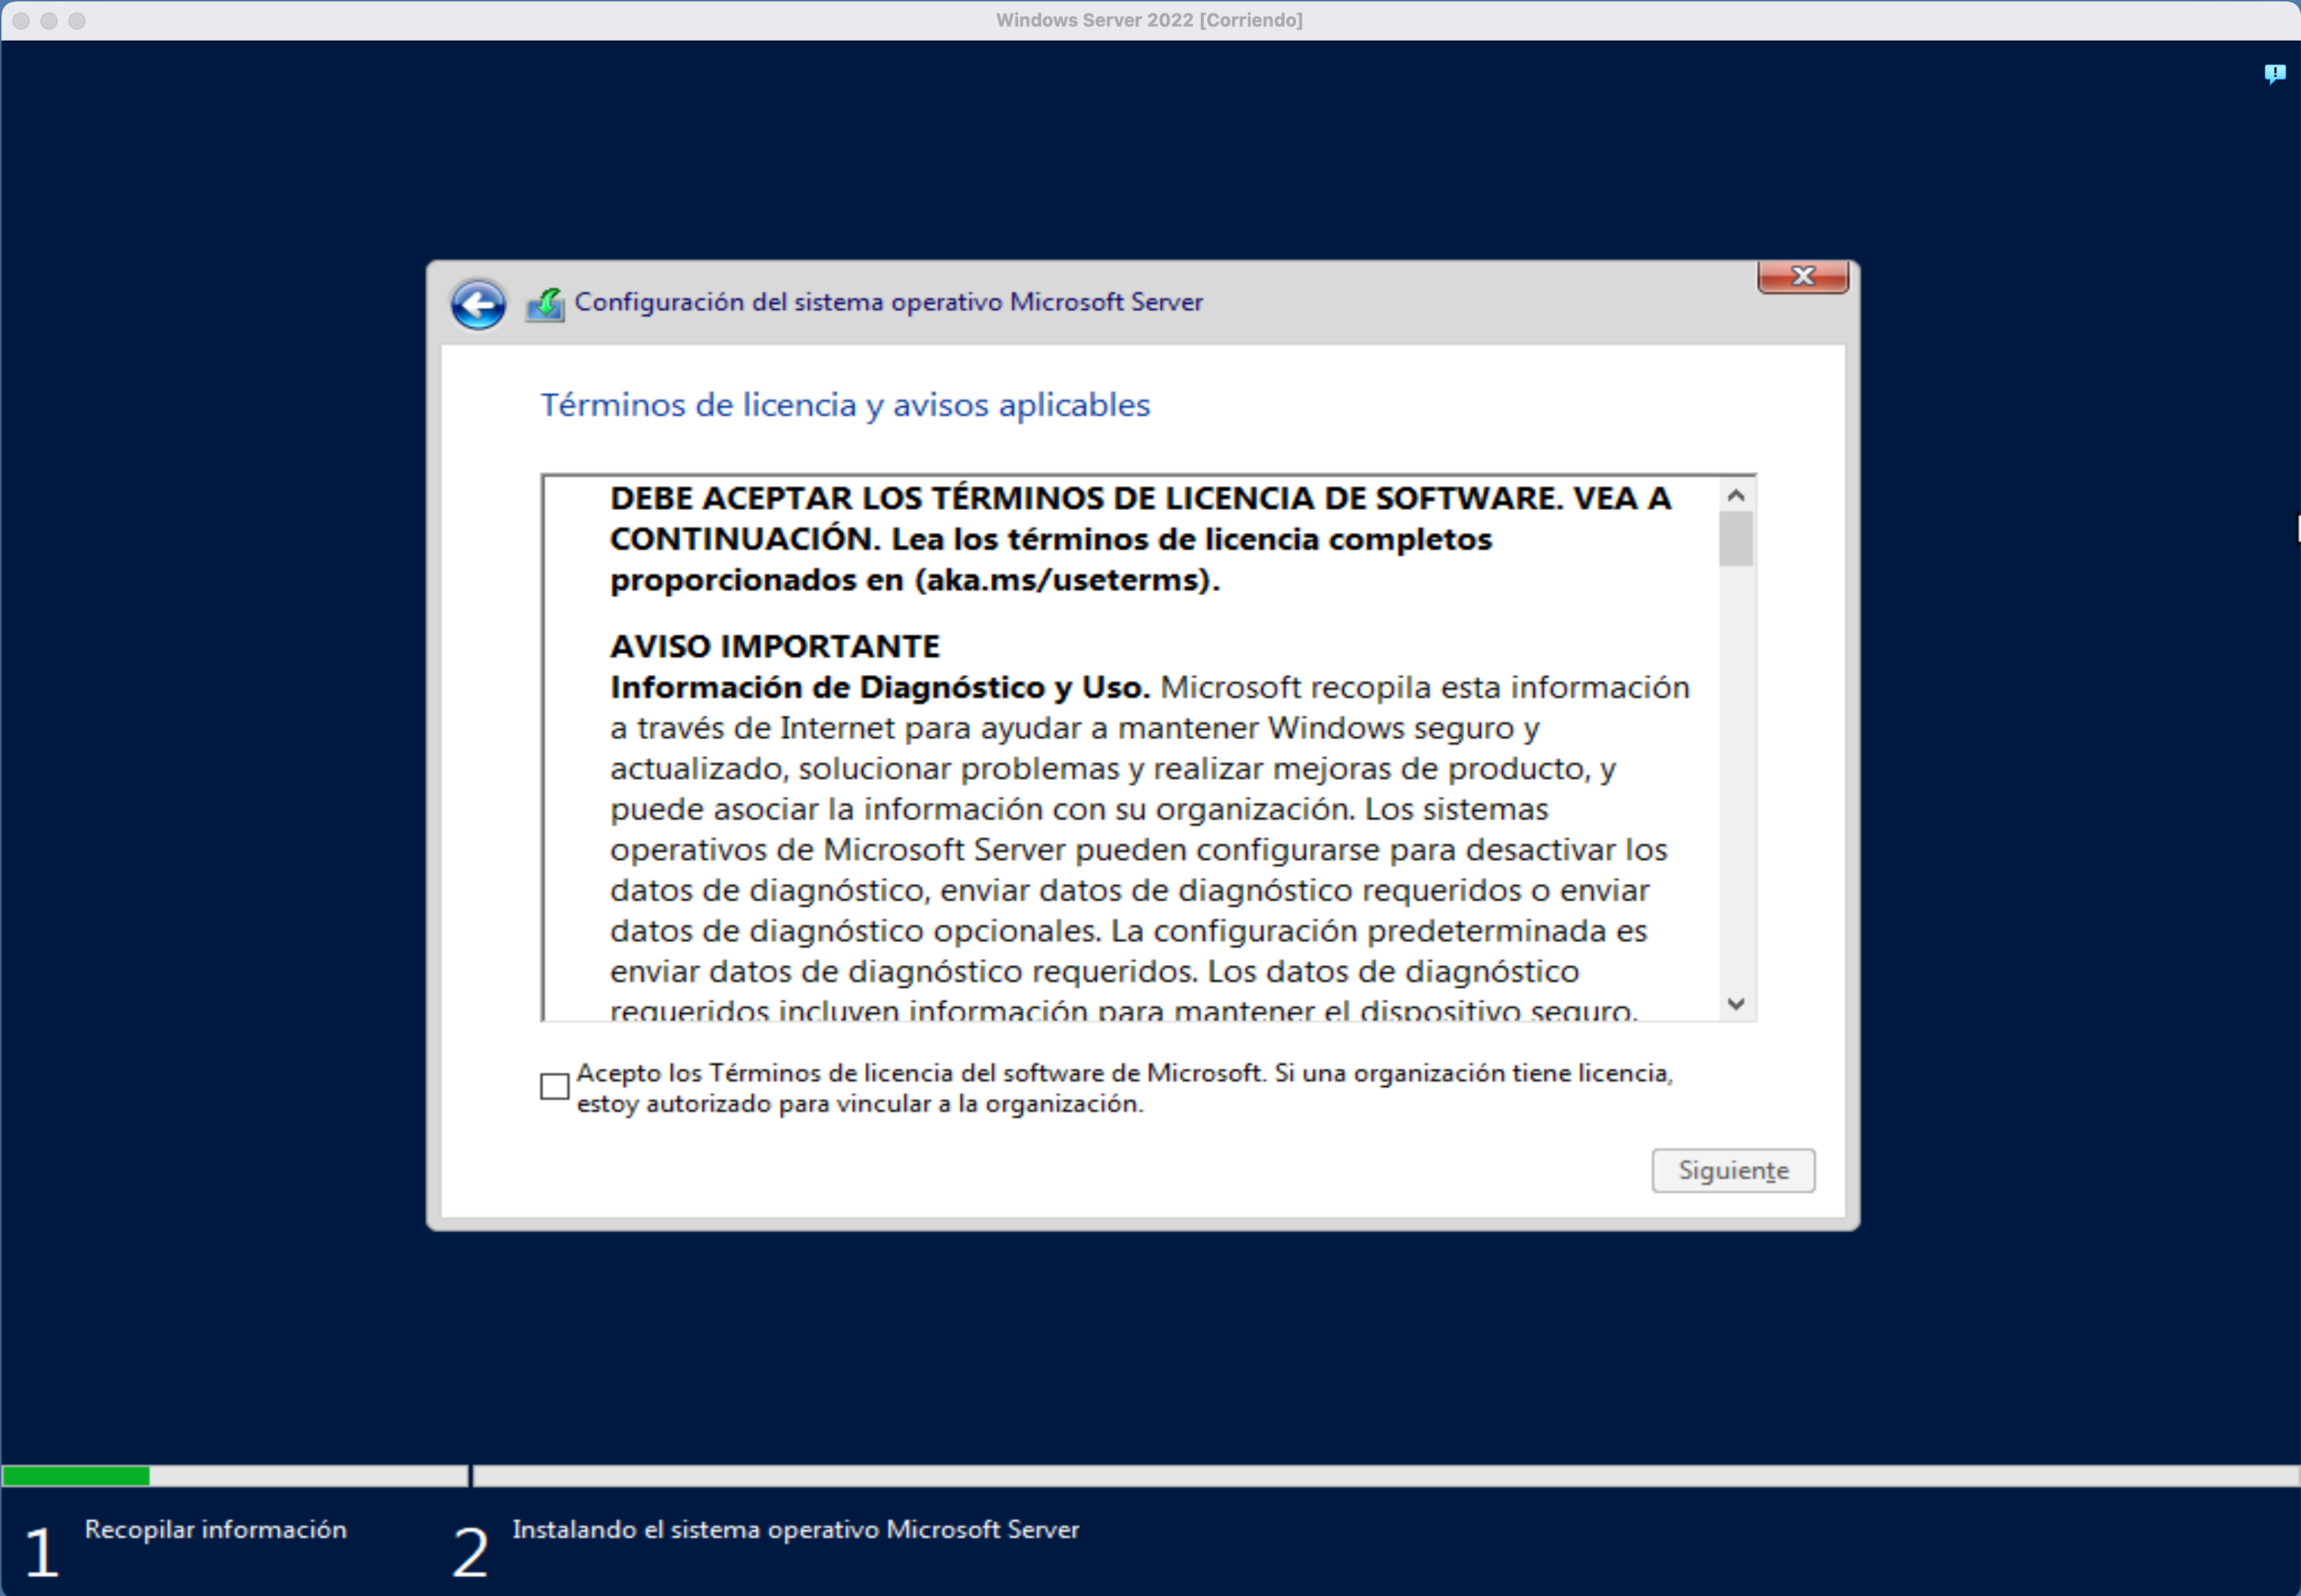 Windows Server 2022 [Corriendo]
Configuración del sistema operativo Microsoft Server
Términos de licencia y avisos aplicables
DEBE ACEPTAR LOS TÉRMINOS DE LICENCIA DE SOFTWARE. VEA A
CONTINUACIÓN. Lea los términos de licencia completos
proporcionados en (aka.ms/useterms).
AVISO IMPORTANTE
Información de Diagnóstico y Uso. Microsoft recopila esta información
a través de Internet para ayudar a mantener Windows seguro y
actualizado, solucionar problemas y realizar mejoras de producto, y
puede asociar la información con su organización. Los sistemas
operativos de Microsoft Server pueden configurarse para desactivar los
datos de diagnóstico, enviar datos de diagnóstico requeridos o enviar
datos de diagnóstico opcionales. La configuración predeterminada es
enviar datos de diagnóstico requeridos. Los datos de diagnóstico
requeridos incluyen información para mantener el dispositivo seguro,
Acepto los Términos de licencia del software de Microsoft. Si una organización tiene licencia,
estoy autorizado para vincular a la organización.
Siguiente
1 Recopilar información
2 Instalando el sistema operativo Microsoft Server